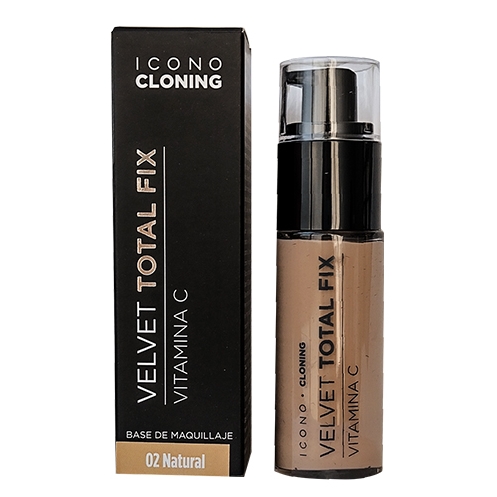 ICONO
CLONING
VELVET TOTAL FIX
VITAMINA C
BASE DE MAQUILLAJE
02 Natural
ICONO • CLONING
VELVET TOTAL FIX
VITAMINA C